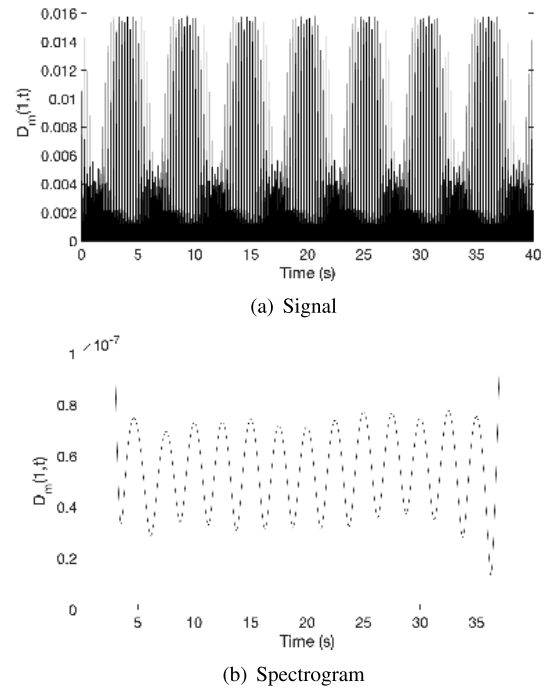 0.016
0.014
0.012
0.01
0.008
0.006
0.004
0.002
0
D_m(1,t)
0 5 10 15 20 25 30 35 40
Time (s)
(a) Signal
1 ×10^-7
0.8
0.6
0.4
0.2
0
D_m(1,t)
5 10 15 20 25 30 35
Time (s)
(b) Spectrogram